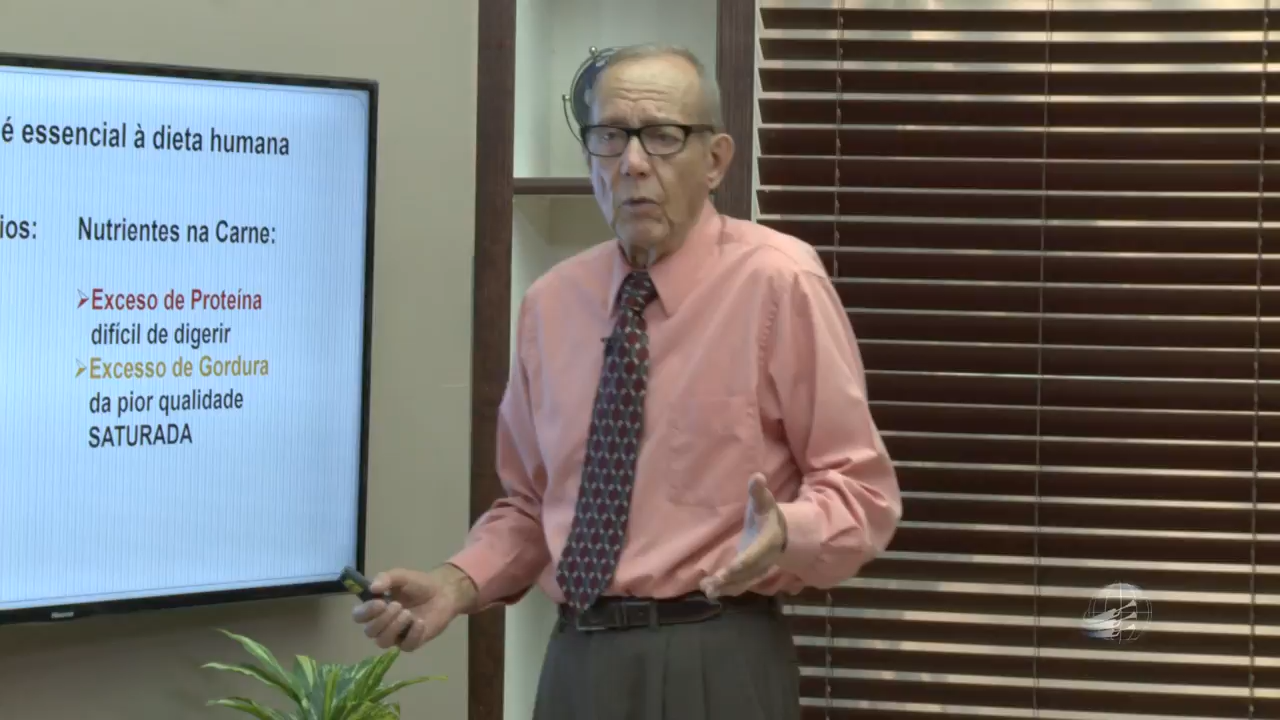 é essencial à dieta humana
ios:
Nutrientes na Carne:
➢Exceso de Proteína
difícil de digerir
➢Excesso de Gordura
da pior qualidade
SATURADA
Hisense